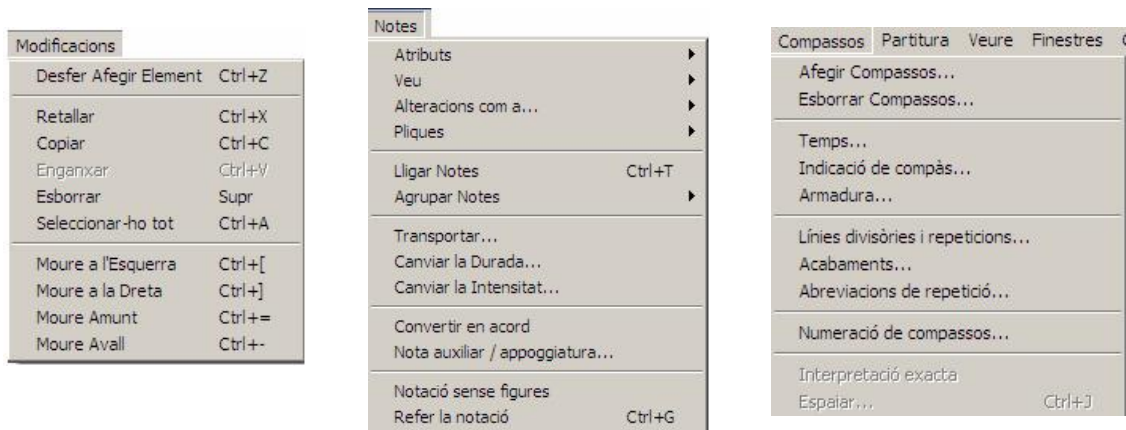 Modificacions
Desfer Afegir Element Ctrl+Z
Retallar Ctrl+X
Copiar Ctrl+C
Enganxar Ctrl+V
Esborrar Supr
Seleccionar-ho tot Ctrl+A
Moure a l'Esquerra Ctrl+[
Moure a la Dreta Ctrl+]
Moure Amunt Ctrl+=
Moure Avall Ctrl+-
Notes
Atributs
Veu
Alteracions com a...
Pliques
Lligar Notes Ctrl+T
Agrupar Notes
Transportar...
Canviar la Durada...
Canviar la Intensitat...
Convertir en acord
Nota auxiliar / appoggiatura...
Notació sense figures
Refer la notació Ctrl+G
Compassos Partitura Veure Finestres
Afegir Compassos...
Esborrar Compassos...
Temps...
Indicació de compàs...
Armadura...
Línies divisòries i repeticions...
Acabaments...
Abreviacions de repetició...
Numeració de compassos...
Interpretació exacta
Espaiar... Ctrl+J